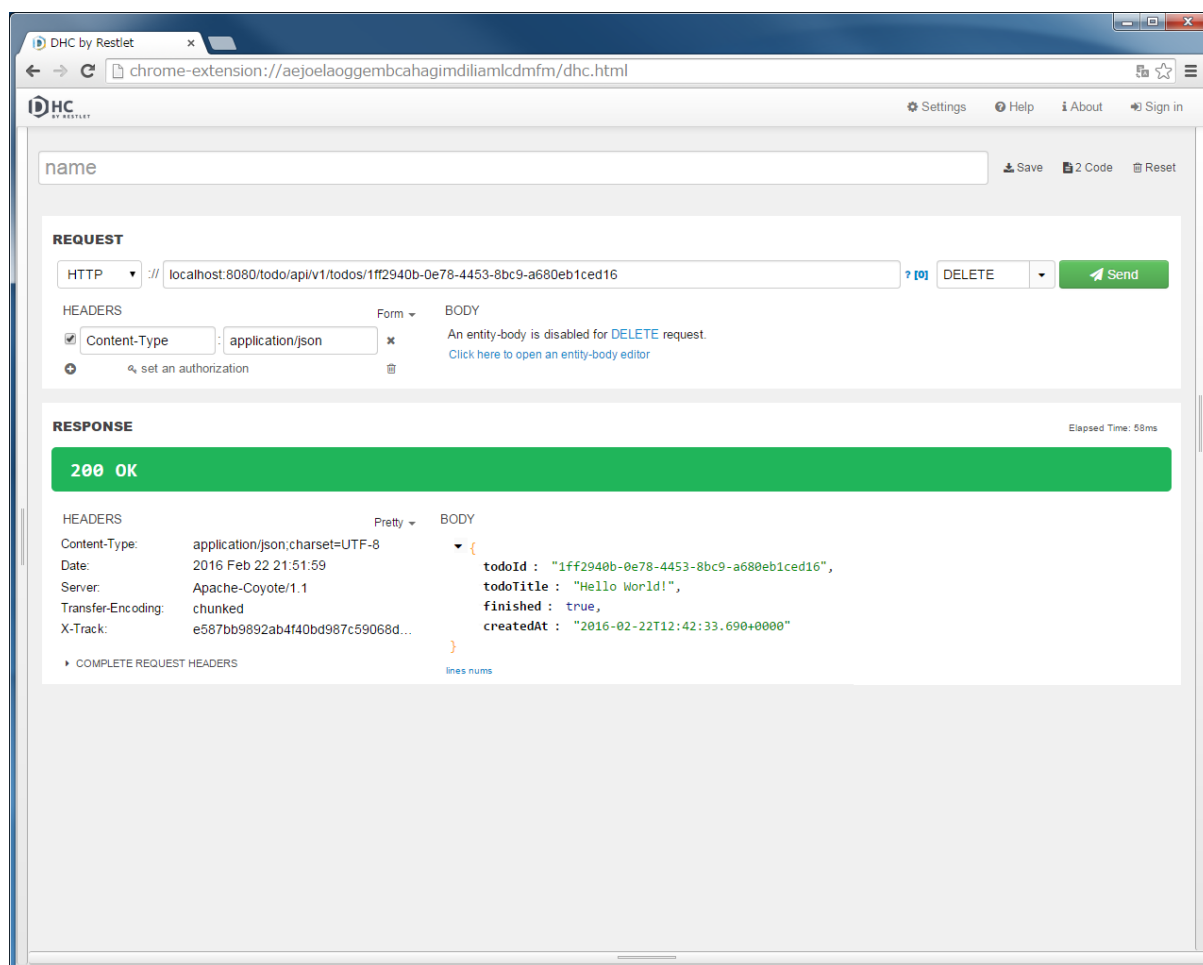 DHC by Restlet ×
chrome-extension://aejoelaoggembcahagimdiliamlcdmfm/dhc.html
DHC Settings Help About Sign in
BY RESTLET
name Save 2 Code Reset
REQUEST
HTTP :// localhost:8080/todo/api/v1/todos/1ff2940b-0e78-4453-8bc9-a680eb1ced16 ? [0] DELETE Send
HEADERS Form BODY
Content-Type : application/json An entity-body is disabled for DELETE request.
Click here to open an entity-body editor
set an authorization
RESPONSE Elapsed Time: 58ms
200 OK
HEADERS Pretty BODY
Content-Type: application/json;charset=UTF-8 {
Date: 2016 Feb 22 21:51:59 todoId : "1ff2940b-0e78-4453-8bc9-a680eb1ced16",
Server: Apache-Coyote/1.1 todoTitle : "Hello World!",
Transfer-Encoding: chunked finished : true,
X-Track: e587bb9892ab4f40bd987c59068d... createdAt : "2016-02-22T12:42:33.690+0000"
}
COMPLETE REQUEST HEADERS
lines nums